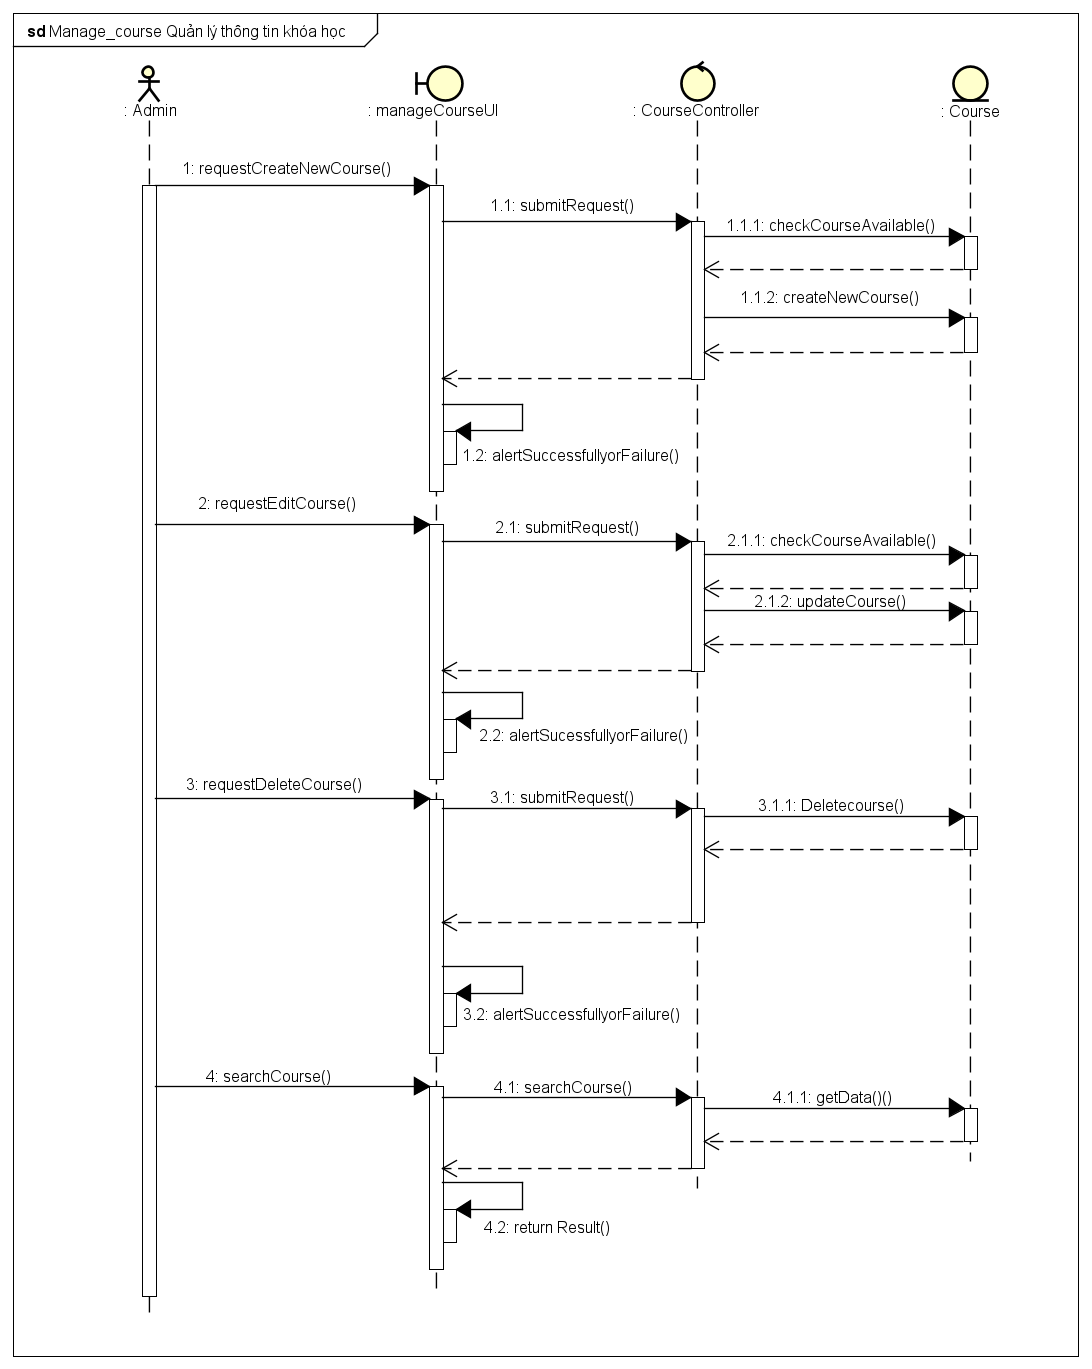 sd Manage_course Quản lý thông tin khóa học
: Admin
: manageCourseUI
: CourseController
: Course
1: requestCreateNewCourse()
1.1: submitRequest()
1.1.1: checkCourseAvailable()
1.1.2: createNewCourse()
1.2: alertSuccessfullyorFailure()
2: requestEditCourse()
2.1: submitRequest()
2.1.1: checkCourseAvailable()
2.1.2: updateCourse()
2.2: alertSucessfullyorFailure()
3: requestDeleteCourse()
3.1: submitRequest()
3.1.1: Deletecourse()
3.2: alertSuccessfullyorFailure()
4: searchCourse()
4.1: searchCourse()
4.1.1: getData()()
4.2: return Result()